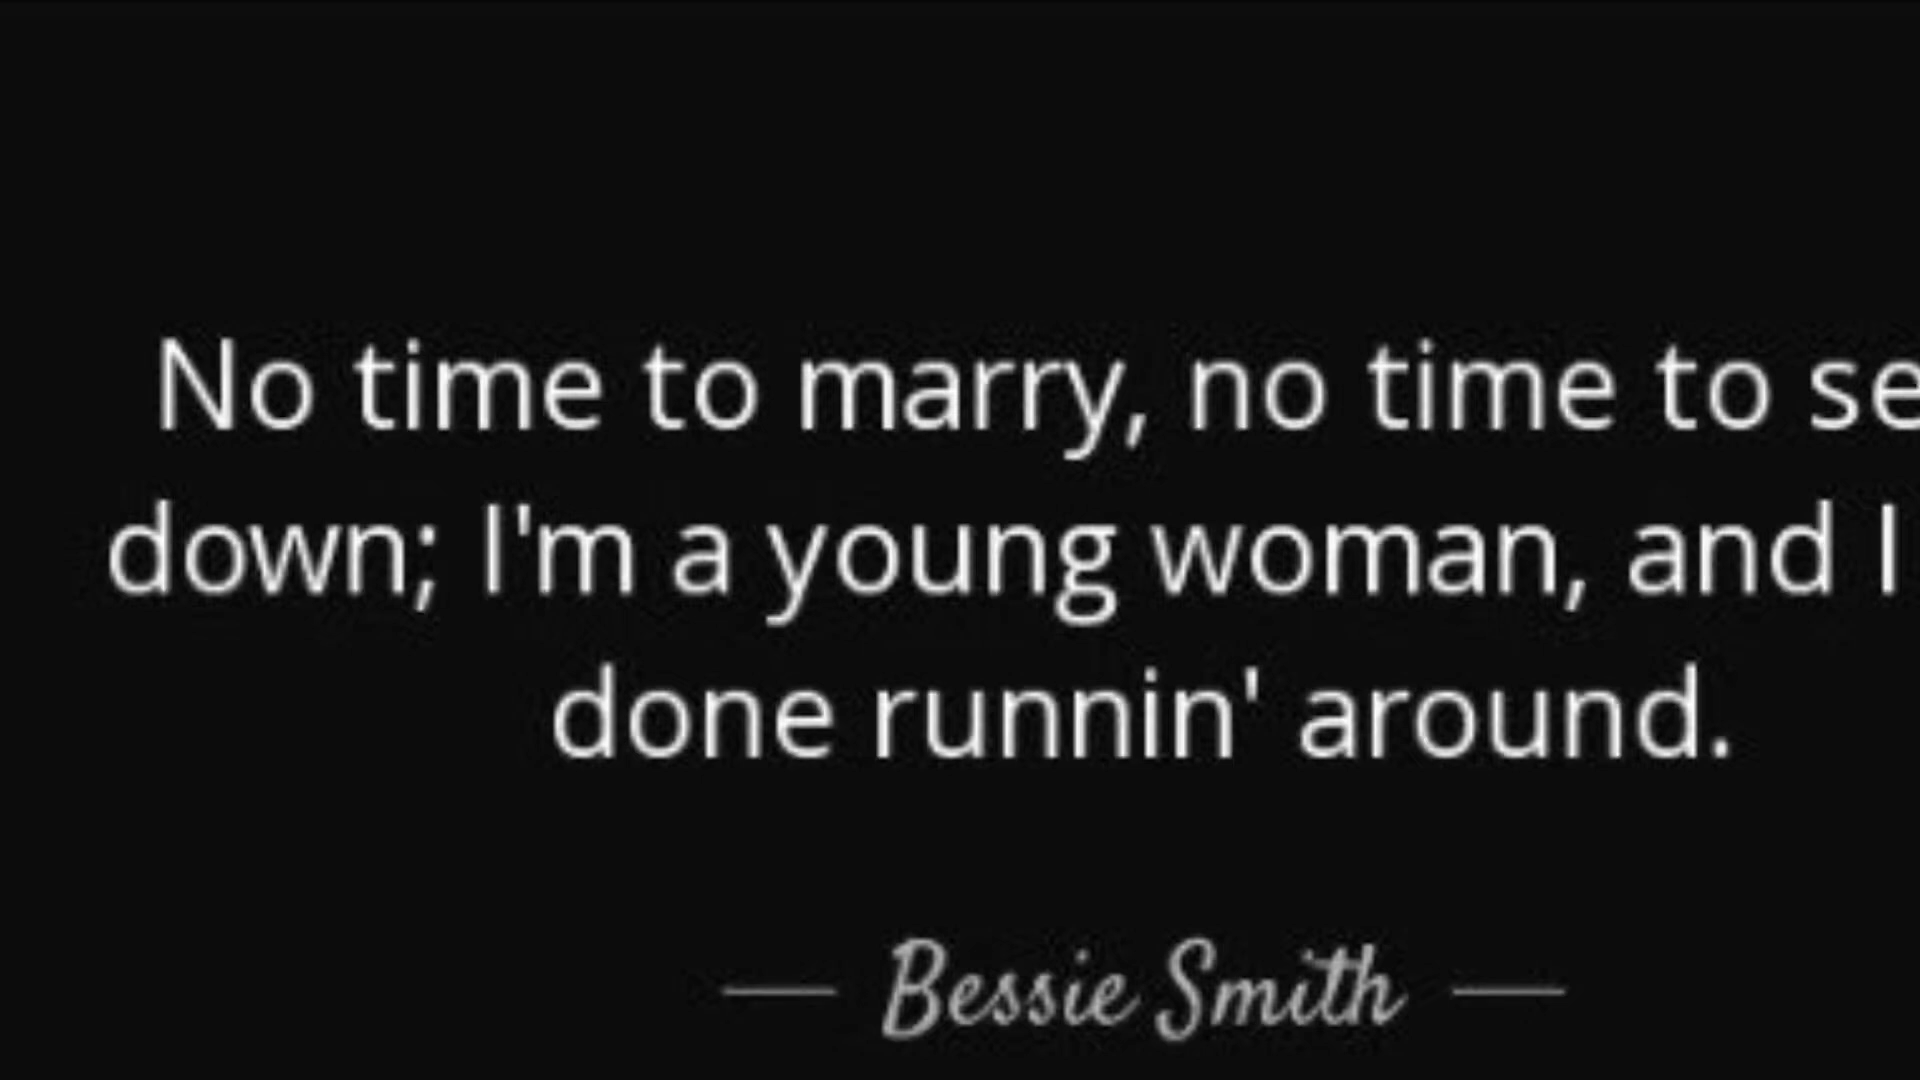 No time to marry, no time to se
down; I'm a young woman, and I
done runnin' around.
— Bessie Smith —